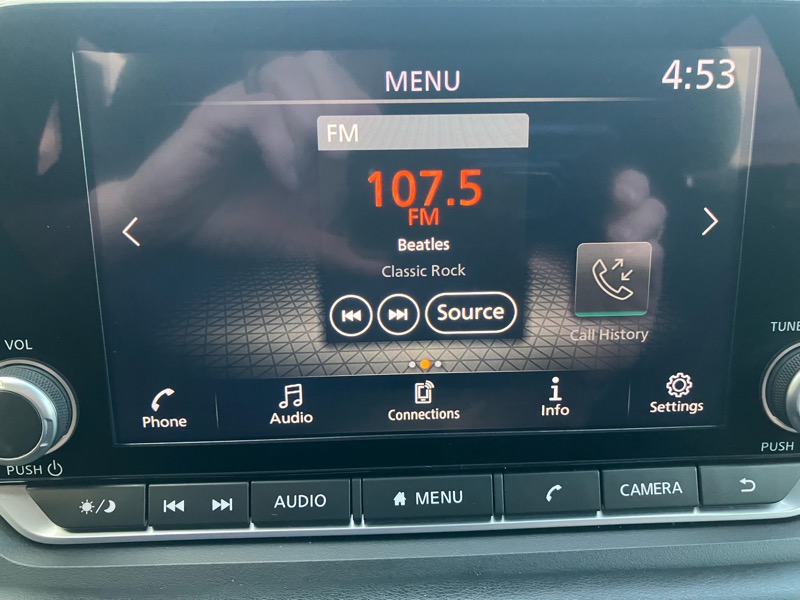 MENU
4:53
FM
107.5
FM
Beatles
Classic Rock
Source
Call History
Phone
Audio
Connections
Info
Settings
VOL
PUSH
TUNE
PUSH
AUDIO
MENU
CAMERA